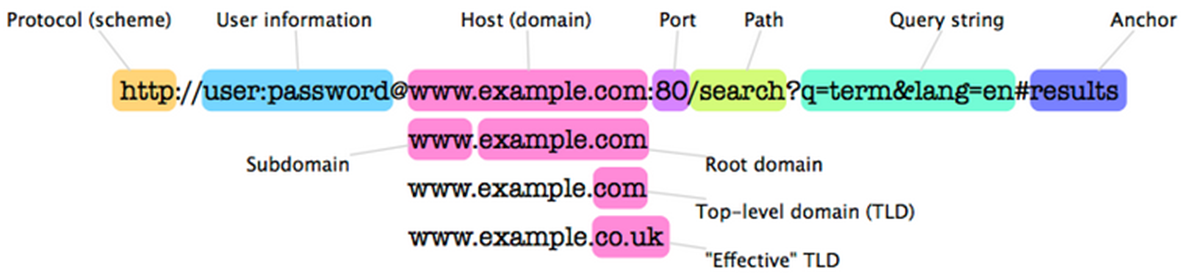 Protocol (scheme) User information Host (domain) Port Path Query string Anchor
http://user:password@www.example.com:80/search?q=term&lang=en#results
www.example.com
Subdomain Root domain
www.example.com
Top-level domain (TLD)
www.example.co.uk
"Effective" TLD